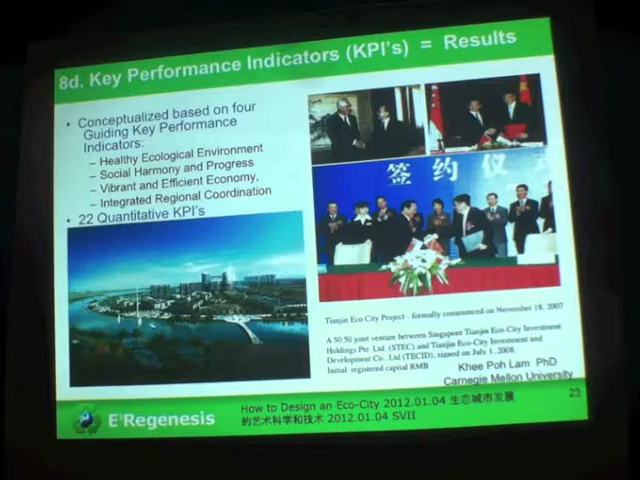 8d. Key Performance Indicators (KPI's) = Results
• Conceptualized based on four
Guiding Key Performance
Indicators:
– Healthy Ecological Environment
– Social Harmony and Progress
– Vibrant and Efficient Economy,
– Integrated Regional Coordination
• 22 Quantitative KPI's
签约仪式
Tianjin Eco City Project - formally commenced on November 18, 2007
A 50:50 joint venture between Singapore Tianjin Eco-City Investment
Holdings Pte Ltd. (STEC) and Tianjin Eco-City Investment and
Development Co., Ltd (TECID), signed on July 1, 2008.
Initial registered capital RMB
Khee Poh Lam PhD
Carnegie Mellon University
E³Regenesis
How to Design an Eco-City 2012.01.04 生态城市发展
的艺术科学和技术 2012.01.04 SVII
23